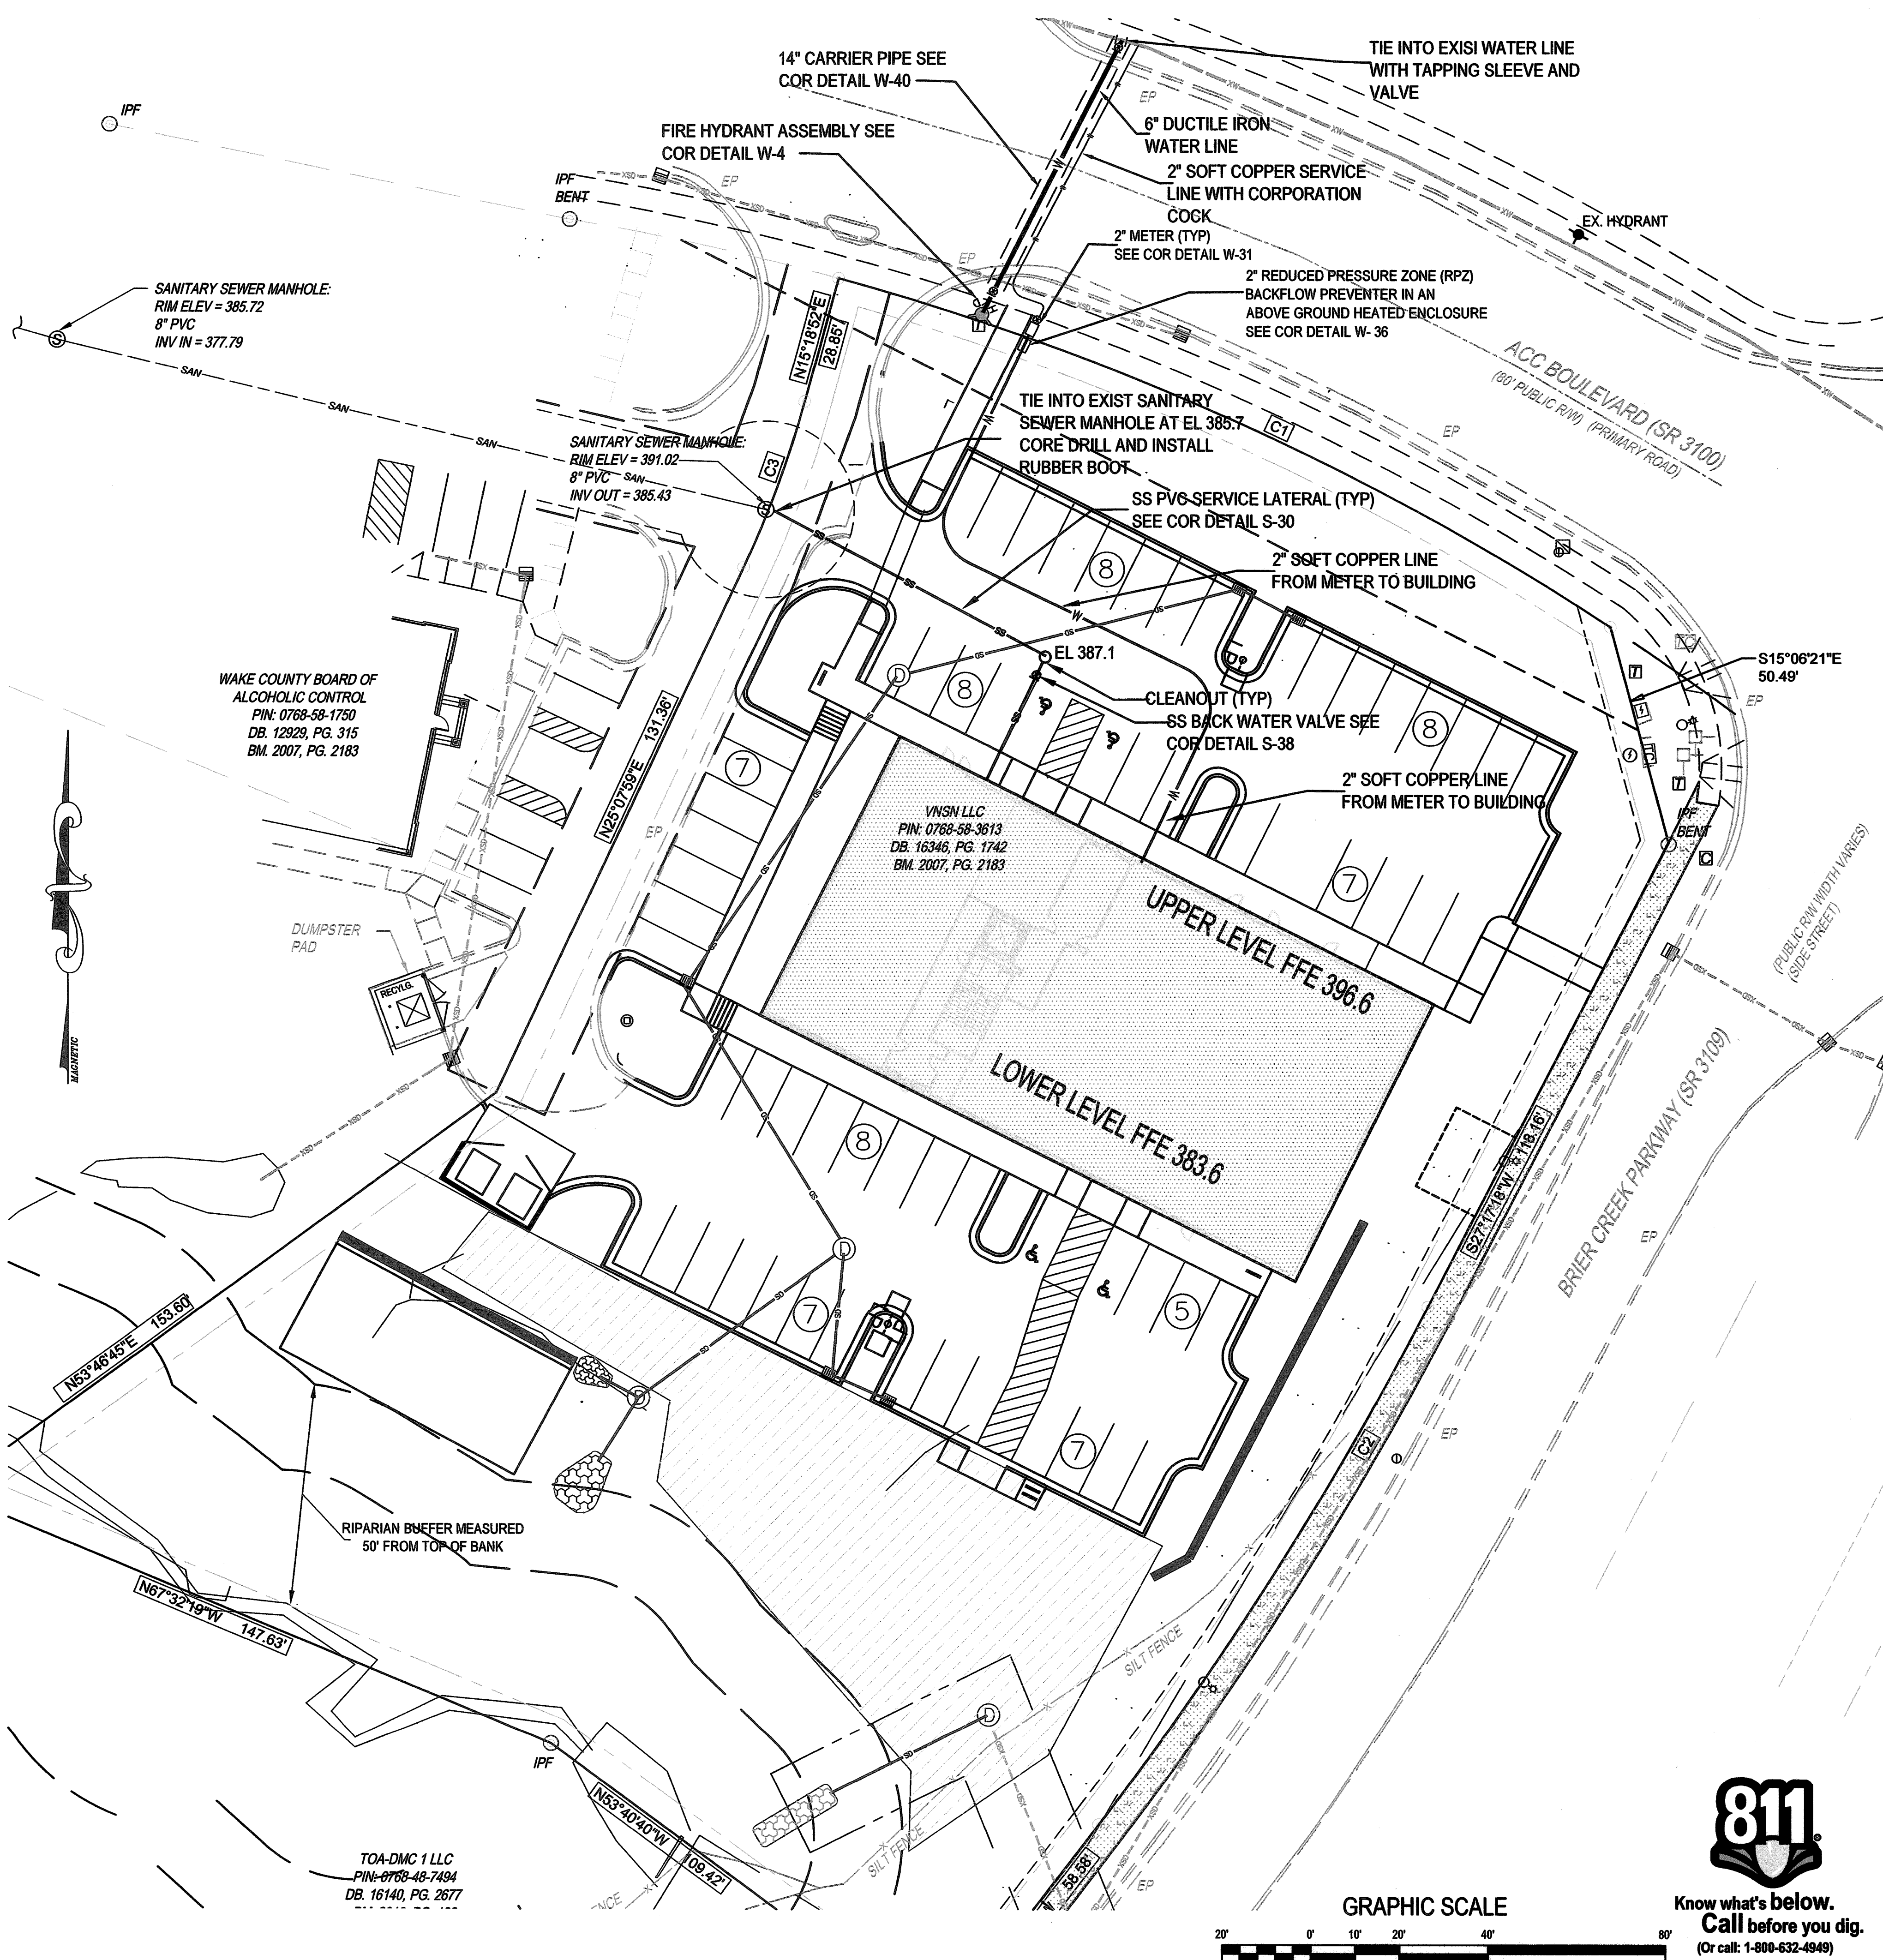 14" CARRIER PIPE SEE
COR DETAIL W-40
TIE INTO EXISI WATER LINE
WITH TAPPING SLEEVE AND
VALVE
IPF
EP
FIRE HYDRANT ASSEMBLY SEE
COR DETAIL W-4
6" DUCTILE IRON
WATER LINE
2" SOFT COPPER SERVICE
LINE WITH CORPORATION
COCK
IPF
BENT
EP
EX. HYDRANT
2" METER (TYP)
SEE COR DETAIL W-31
EP
2" REDUCED PRESSURE ZONE (RPZ)
BACKFLOW PREVENTER IN AN
ABOVE GROUND HEATED ENCLOSURE
SEE COR DETAIL W- 36
SANITARY SEWER MANHOLE:
RIM ELEV = 385.72
8" PVC
INV IN = 377.79
N15°18'52"E
28.85'
ACC BOULEVARD (SR 3100)
(80' PUBLIC R/W) (PRIMARY ROAD)
TIE INTO EXIST SANITARY
SEWER MANHOLE AT EL 385.7
CORE DRILL AND INSTALL
RUBBER BOOT
C1
EP
SAN
SAN
SAN
SAN
SANITARY SEWER MANHOLE:
RIM ELEV = 391.02
8" PVC
INV OUT = 385.43
C3
SS PVC SERVICE LATERAL (TYP)
SEE COR DETAIL S-30
8
2" SOFT COPPER LINE
FROM METER TO BUILDING
EL 387.1
S15°06'21"E
50.49'
WAKE COUNTY BOARD OF
ALCOHOLIC CONTROL
PIN: 0768-58-1750
DB. 12929, PG. 315
BM. 2007, PG. 2183
8
CLEANOUT (TYP)
SS BACK WATER VALVE SEE
COR DETAIL S-38
8
EP
N25°07'59"E 131.36'
7
2" SOFT COPPER LINE
FROM METER TO BUILDING
VNSN LLC
PIN: 0768-58-3613
DB. 16346, PG. 1742
BM. 2007, PG. 2183
IPF
BENT
EP
7
UPPER LEVEL FFE 396.6
(PUBLIC R/W WIDTH VARIES)
(SIDE STREET)
DUMPSTER
PAD
RECYLG.
MAGNETIC
LOWER LEVEL FFE 383.6
8
S27°17'18"W 118.16'
BRIER CREEK PARKWAY (SR 3109)
EP
7
5
N53°46'45"E 153.60'
7
C2
EP
RIPARIAN BUFFER MEASURED
50' FROM TOP OF BANK
N67°32'19"W 147.63'
SILT FENCE
IPF
N53°40'40"W 109.42'
SILT FENCE
58.58'
EP
TOA-DMC 1 LLC
PIN: 0768-48-7494
DB. 16140, PG. 2677
GRAPHIC SCALE
20' 0' 10' 20' 40' 80'
811
Know what's below.
Call before you dig.
(Or call: 1-800-632-4949)